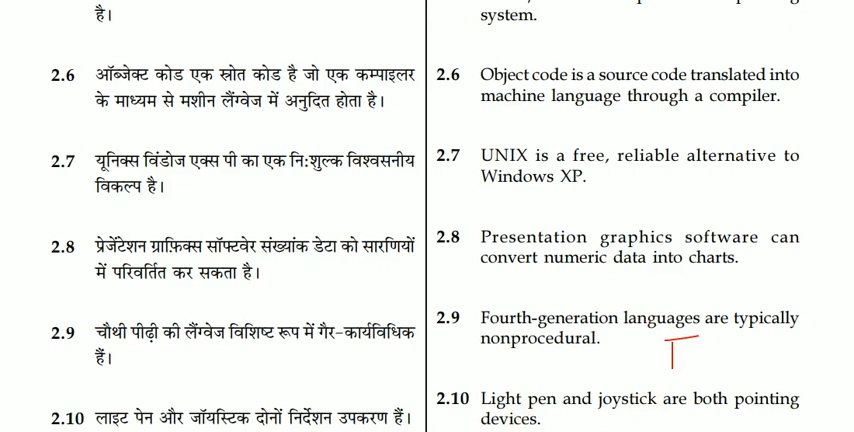 है।
2.6 ऑब्जेक्ट कोड एक स्रोत कोड है जो एक कम्पाइलर
के माध्यम से मशीन लैंग्वेज में अनुदित होता है।
2.7 यूनिक्स विंडोज एक्स पी का एक नि:शुल्क विश्वसनीय
विकल्प है।
2.8 प्रेजेंटेशन ग्राफ़िक्स सॉफ्टवेर संख्यांक डेटा को सारणियों
में परिवर्तित कर सकता है।
2.9 चौथी पीढ़ी की लैंग्वेज विशिष्ट रूप में गैर-कार्यविधिक
हैं।
2.10 लाइट पेन और जॉयस्टिक दोनों निर्देशन उपकरण हैं।
system.
2.6 Object code is a source code translated into
machine language through a compiler.
2.7 UNIX is a free, reliable alternative to
Windows XP.
2.8 Presentation graphics software can
convert numeric data into charts.
2.9 Fourth-generation languages are typically
nonprocedural.
T
2.10 Light pen and joystick are both pointing
devices.